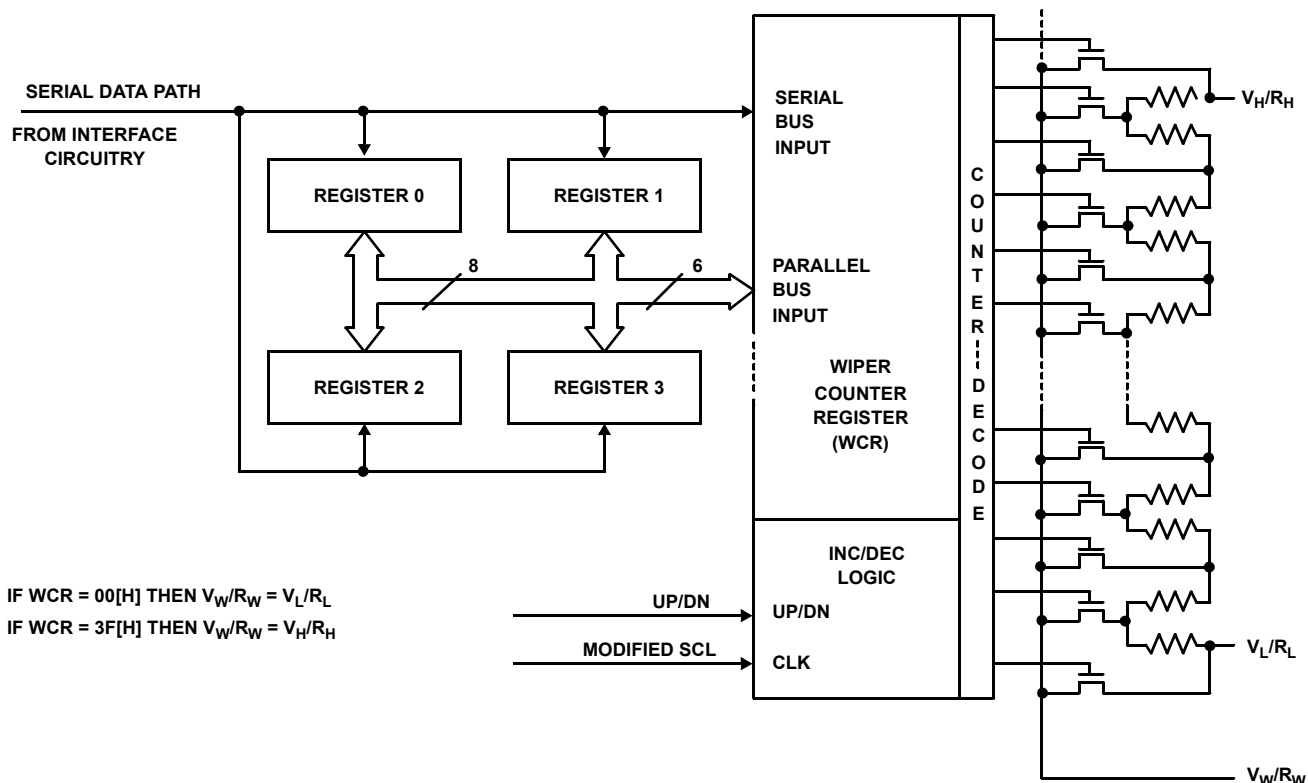 SERIAL DATA PATH
FROM INTERFACE
CIRCUITRY
REGISTER 0
REGISTER 1
8
6
REGISTER 2
REGISTER 3
SERIAL
BUS
INPUT
PARALLEL
BUS
INPUT
WIPER
COUNTER
REGISTER
(WCR)
INC/DEC
LOGIC
UP/DN
UP/DN
MODIFIED SCL
CLK
COUNTER
DECODE
VH/RH
VL/RL
VW/RW
IF WCR = 00[H] THEN VW/RW = VL/RL
IF WCR = 3F[H] THEN VW/RW = VH/RH